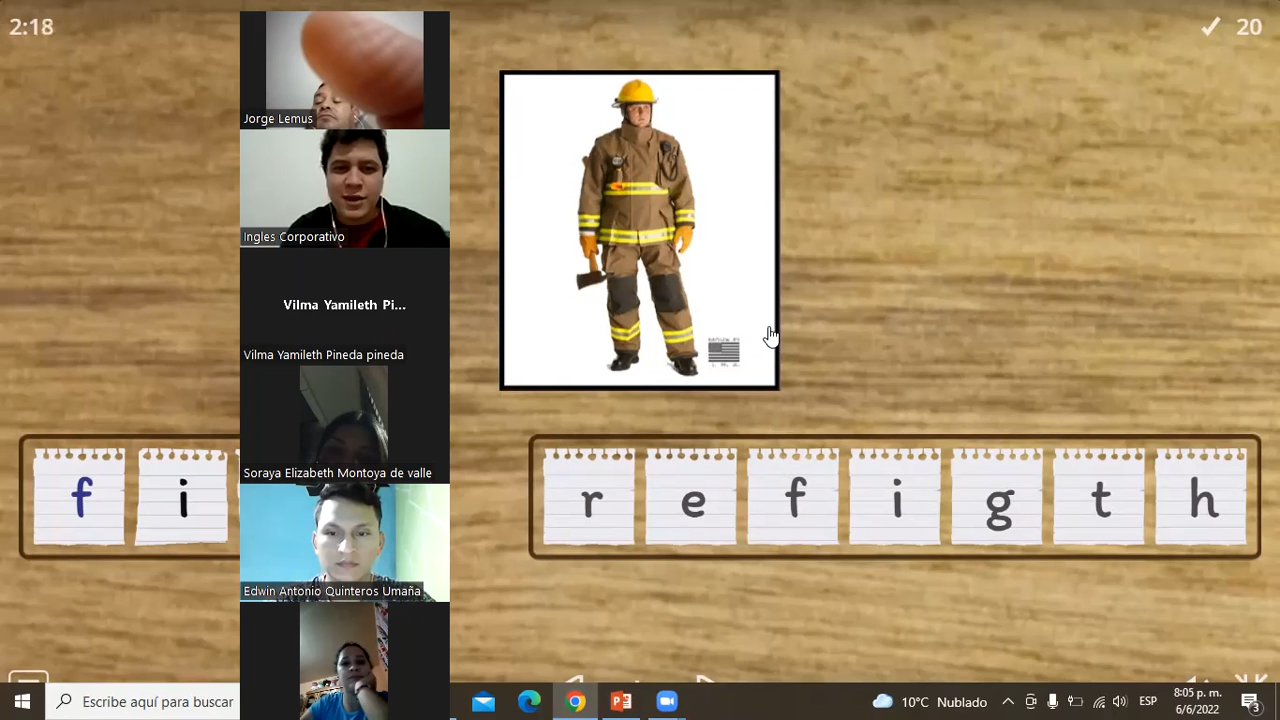 2:18
20
Jorge Lemus
Ingles Corporativo
Vilma Yamileth Pi...
Vilma Yamileth Pineda pineda
Soraya Elizabeth Montoya de valle
Edwin Antonio Quinteros Umaña
f i
r e f i g t h
Escribe aquí para buscar
10°C Nublado
ESP
8:05 p. m.
6/6/2022
3